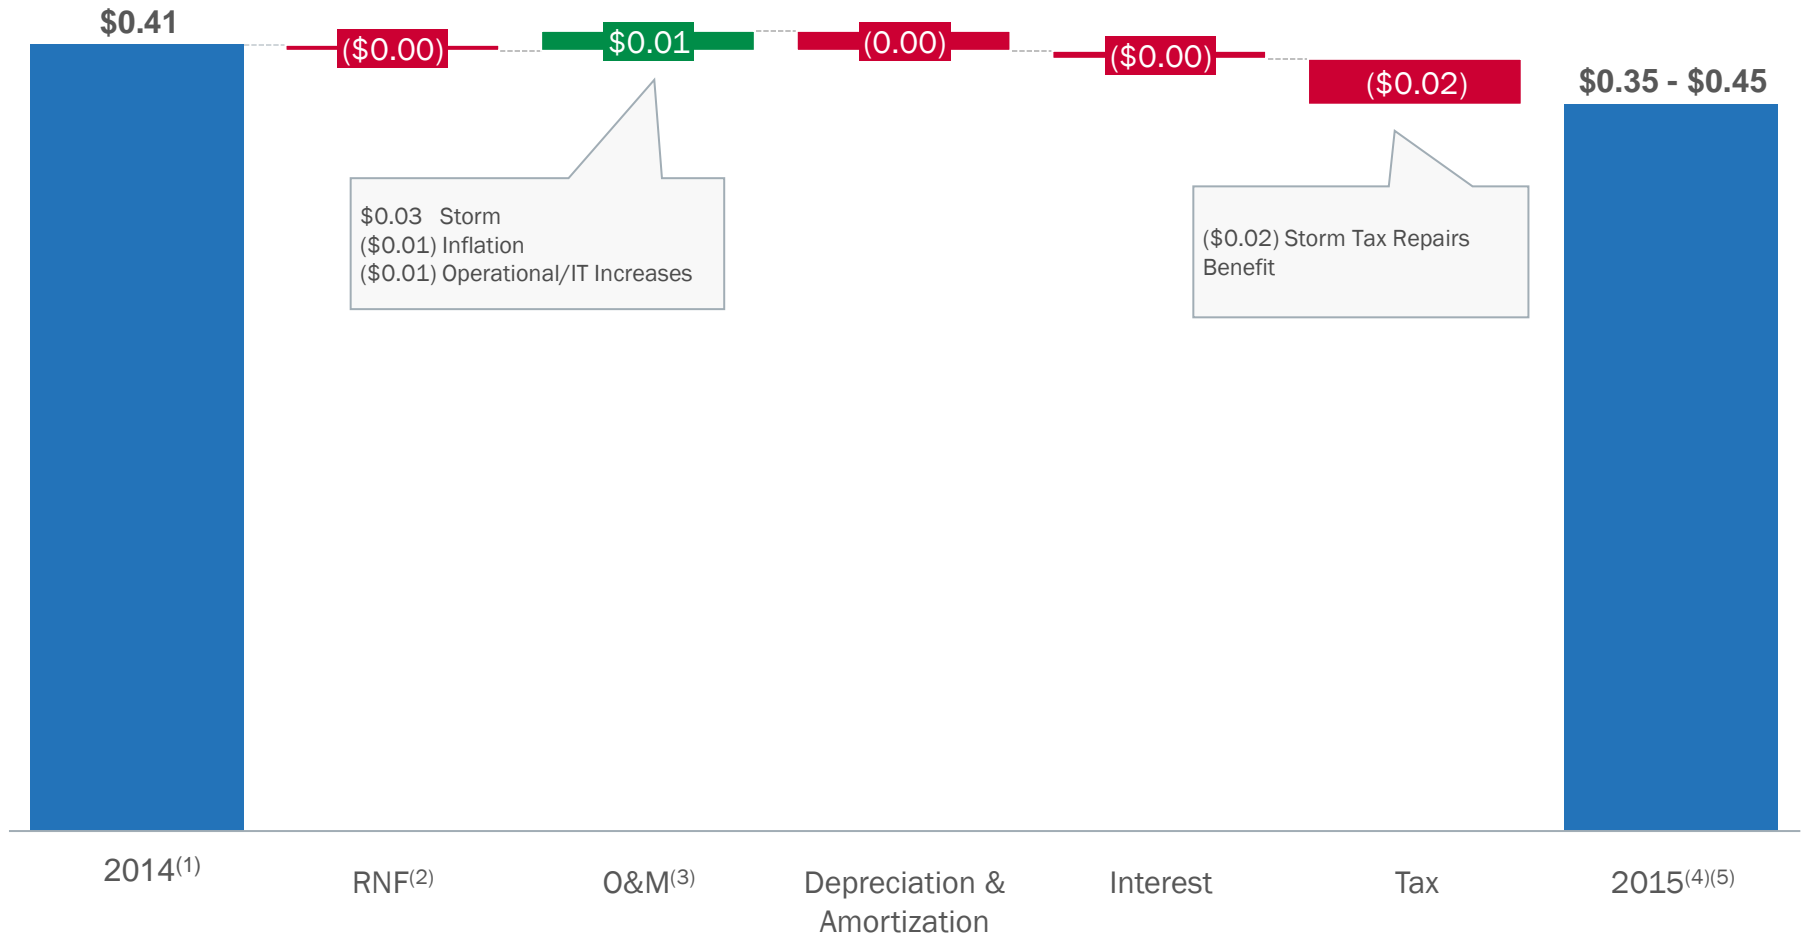 $0.41
($0.00)
$0.01
(0.00)
($0.00)
($0.02)
$0.35 - $0.45
$0.03 Storm
($0.01) Inflation
($0.01) Operational/IT Increases
($0.02) Storm Tax Repairs
Benefit
2014(1)
RNF(2)
O&M(3)
Depreciation &
Amortization
Interest
Tax
2015(4)(5)